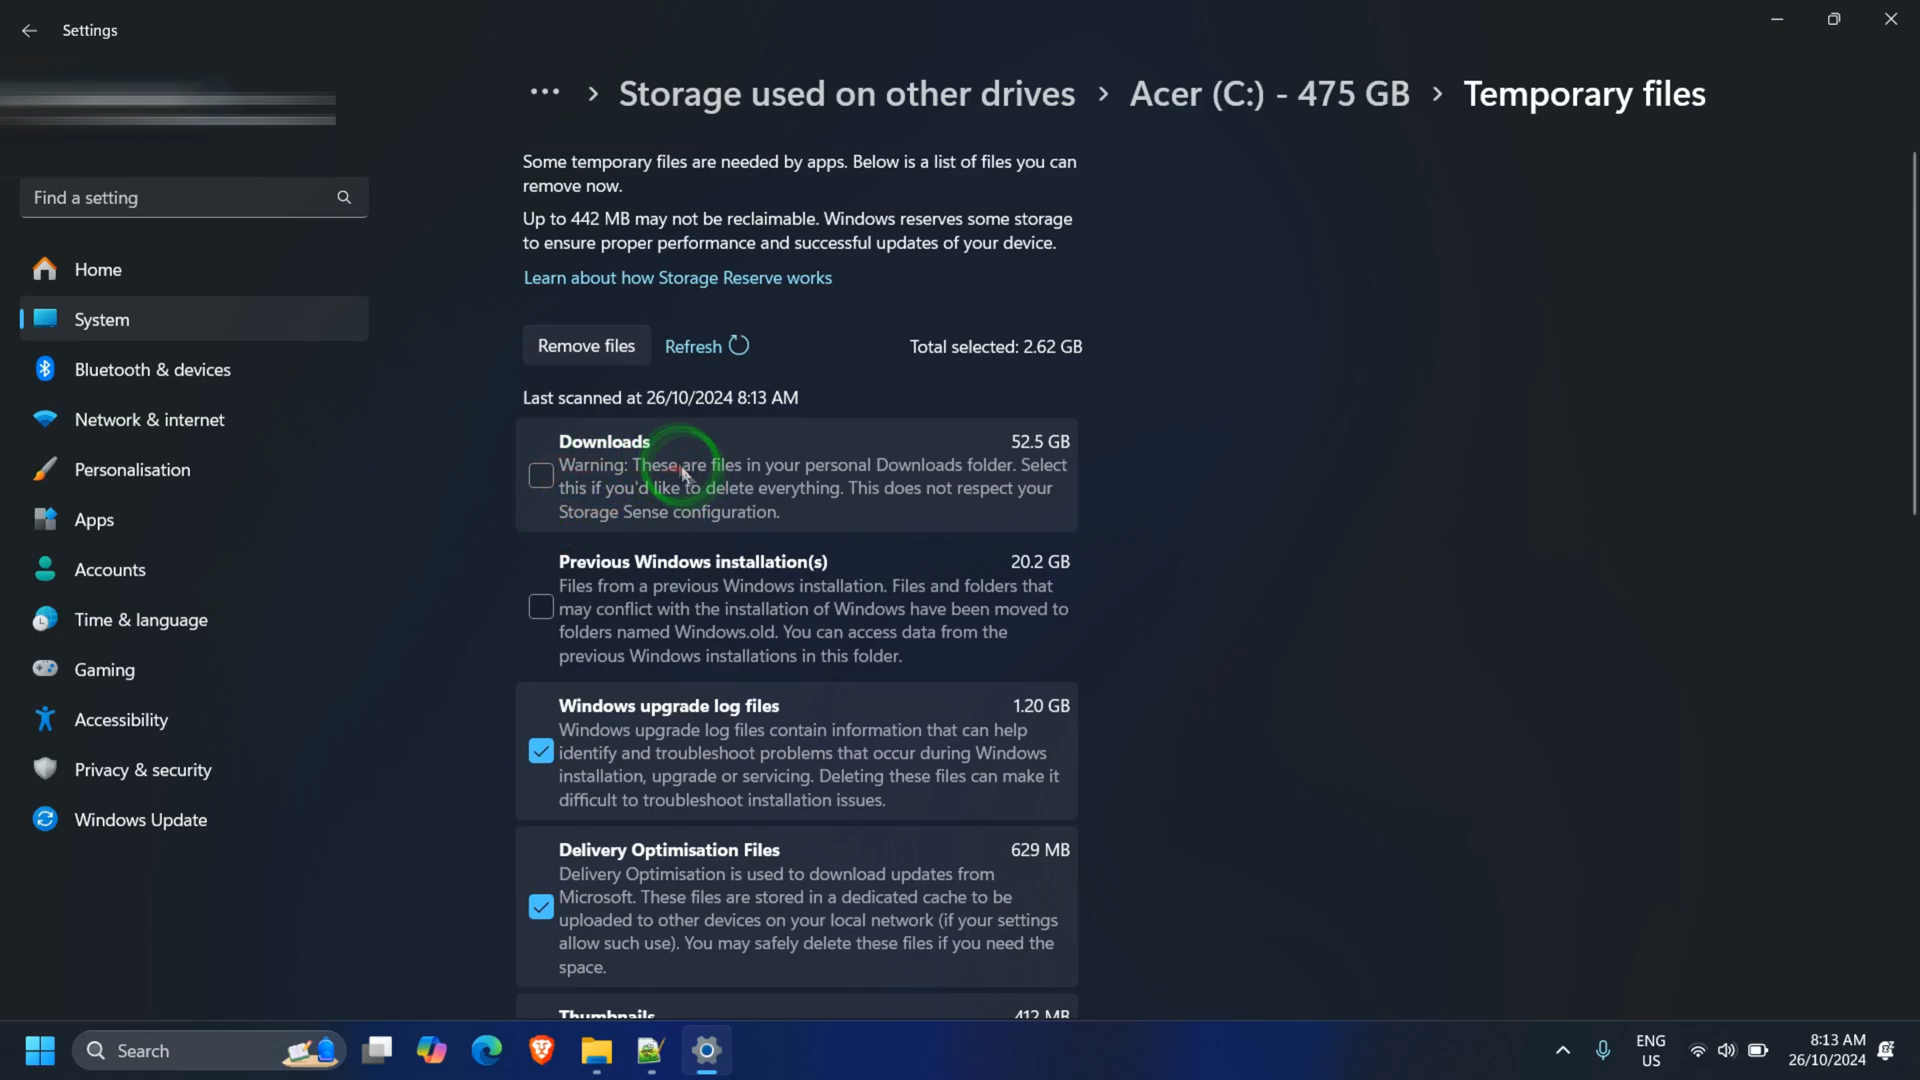 Settings
... > Storage used on other drives > Acer (C:) - 475 GB > Temporary files
Some temporary files are needed by apps. Below is a list of files you can
remove now.
Up to 442 MB may not be reclaimable. Windows reserves some storage
to ensure proper performance and successful updates of your device.
Learn about how Storage Reserve works
Find a setting
Home
System
Bluetooth & devices
Network & internet
Personalisation
Apps
Accounts
Time & language
Gaming
Accessibility
Privacy & security
Windows Update
Remove files Refresh Total selected: 2.62 GB
Last scanned at 26/10/2024 8:13 AM
Downloads 52.5 GB
Warning: These are files in your personal Downloads folder. Select
this if you'd like to delete everything. This does not respect your
Storage Sense configuration.
Previous Windows installation(s) 20.2 GB
Files from a previous Windows installation. Files and folders that
may conflict with the installation of Windows have been moved to
folders named Windows.old. You can access data from the
previous Windows installations in this folder.
Windows upgrade log files 1.20 GB
Windows upgrade log files contain information that can help
identify and troubleshoot problems that occur during Windows
installation, upgrade or servicing. Deleting these files can make it
difficult to troubleshoot installation issues.
Delivery Optimisation Files 629 MB
Delivery Optimisation is used to download updates from
Microsoft. These files are stored in a dedicated cache to be
uploaded to other devices on your local network (if your settings
allow such use). You may safely delete these files if you need the
space.
Thumbnails 412 MB
Search
ENG
US
8:13 AM
26/10/2024